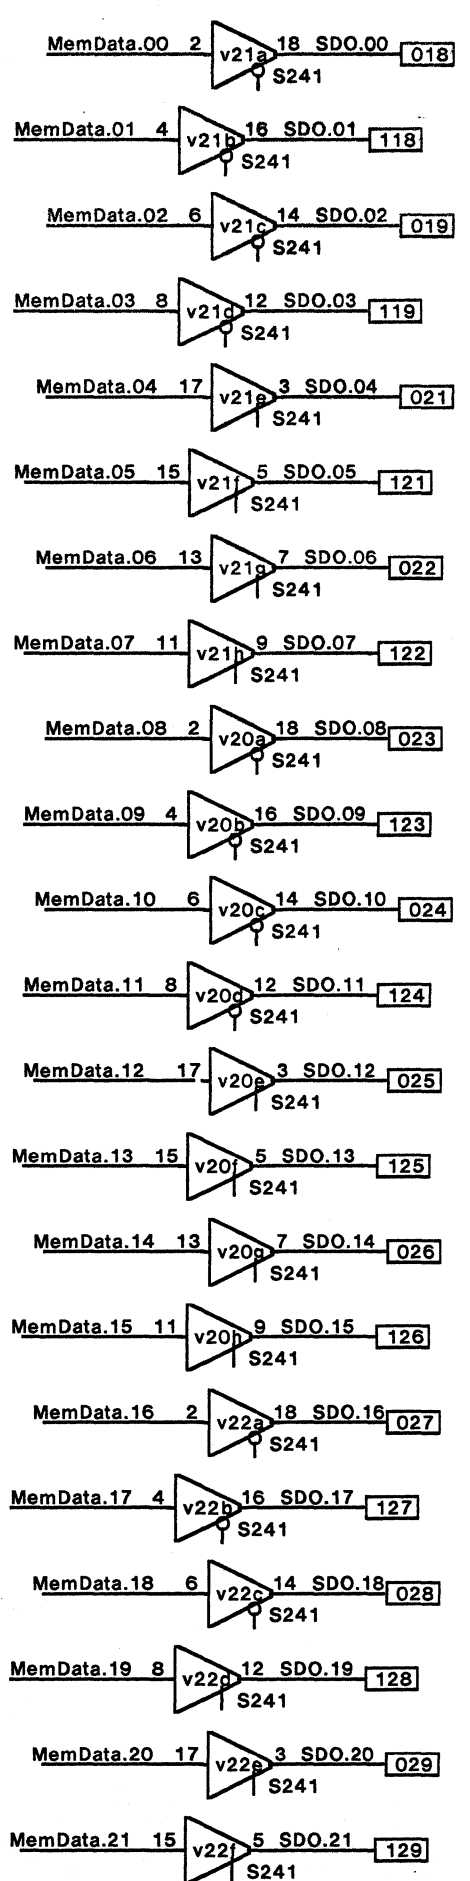 MemData.00 2 v21a 18 SDO.00 018
S241
MemData.01 4 v21b 16 SDO.01 118
S241
MemData.02 6 v21c 14 SDO.02 019
S241
MemData.03 8 v21d 12 SDO.03 119
S241
MemData.04 17 v21e 3 SDO.04 021
S241
MemData.05 15 v21f 5 SDO.05 121
S241
MemData.06 13 v21g 7 SDO.06 022
S241
MemData.07 11 v21h 9 SDO.07 122
S241
MemData.08 2 v20a 18 SDO.08 023
S241
MemData.09 4 v20b 16 SDO.09 123
S241
MemData.10 6 v20c 14 SDO.10 024
S241
MemData.11 8 v20d 12 SDO.11 124
S241
MemData.12 17 v20e 3 SDO.12 025
S241
MemData.13 15 v20f 5 SDO.13 125
S241
MemData.14 13 v20g 7 SDO.14 026
S241
MemData.15 11 v20h 9 SDO.15 126
S241
MemData.16 2 v22a 18 SDO.16 027
S241
MemData.17 4 v22b 16 SDO.17 127
S241
MemData.18 6 v22c 14 SDO.18 028
S241
MemData.19 8 v22d 12 SDO.19 128
S241
MemData.20 17 v22e 3 SDO.20 029
S241
MemData.21 15 v22f 5 SDO.21 129
S241